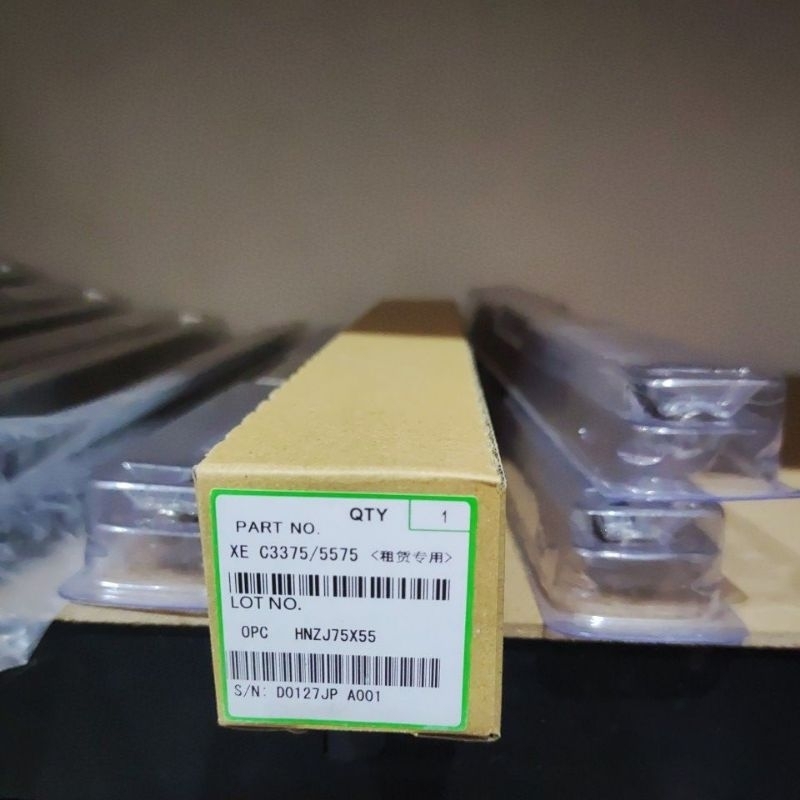 QTY 1
PART NO.
XE C3375/5575 <租赁专用>
LOT NO.
OPC HNZJ75X55
S/N: D0127JP A001